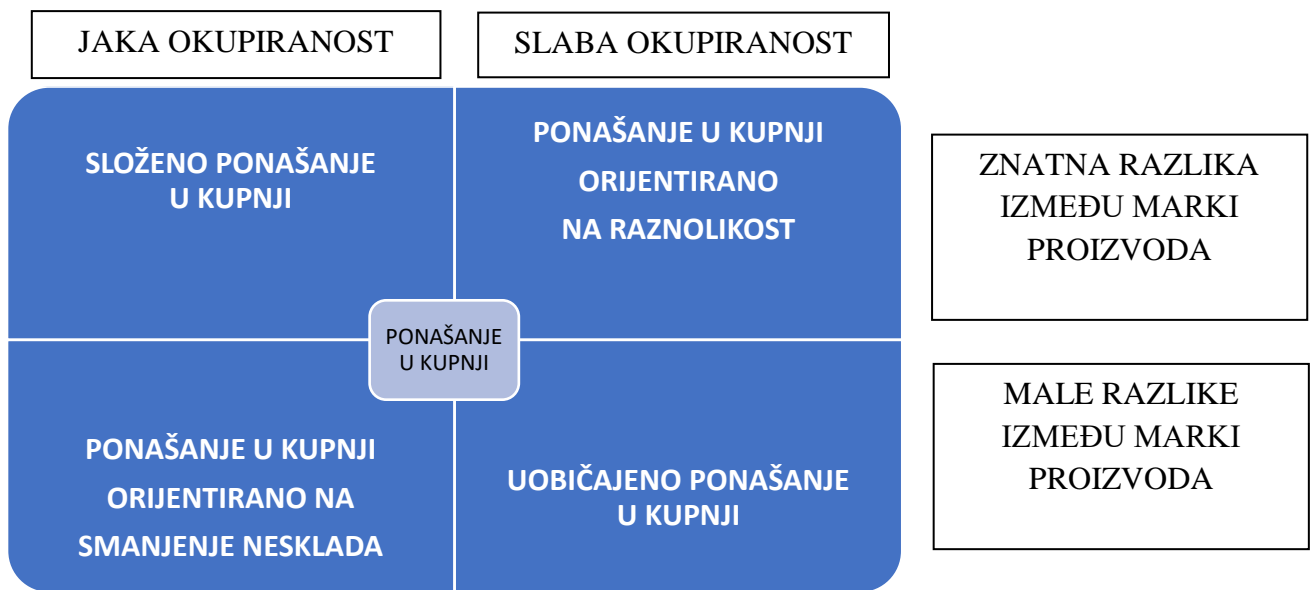 JAKA OKUPIRANOST
SLABA OKUPIRANOST
SLOŽENO PONAŠANJE
U KUPNJI
PONAŠANJE U KUPNJI
ORIJENTIRANO
NA RAZNOLIKOST
ZNATNA RAZLIKA
IZMEĐU MARKI
PROIZVODA
PONAŠANJE
U KUPNJI
PONAŠANJE U KUPNJI
ORIJENTIRANO NA
SMANJENJE NESKLADA
UOBIČAJENO PONAŠANJE
U KUPNJI
MALE RAZLIKE
IZMEĐU MARKI
PROIZVODA